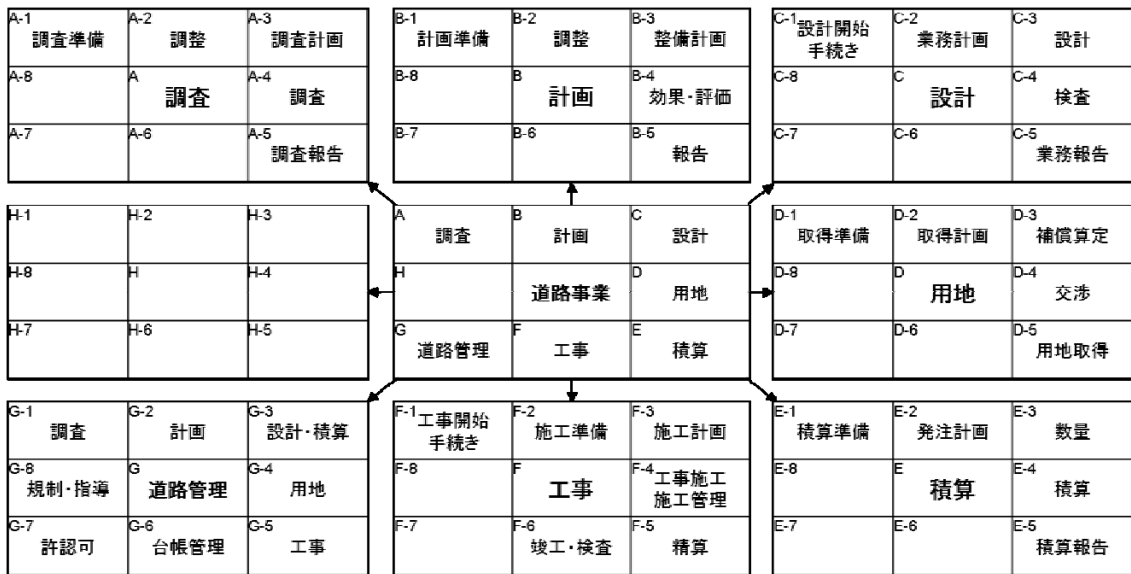 A-1 調査準備
A-2 調整
A-3 調査計画
A-8
A 調査
A-4 調査
A-7
A-6
A-5 調査報告
B-1 計画準備
B-2 調整
B-3 整備計画
B-8
B 計画
B-4 効果・評価
B-7
B-6
B-5 報告
C-1 設計開始
手続き
C-2 業務計画
C-3 設計
C-8
C 設計
C-4 検査
C-7
C-6
C-5 業務報告
H-1
H-2
H-3
H-8
H
H-4
H-7
H-6
H-5
A 調査
B 計画
C 設計
H
道路事業
D 用地
G 道路管理
F 工事
E 積算
D-1 取得準備
D-2 取得計画
D-3 補償算定
D-8
D 用地
D-4 交渉
D-7
D-6
D-5 用地取得
G-1 調査
G-2 計画
G-3 設計・積算
G-8 規制・指導
G 道路管理
G-4 用地
G-7 許認可
G-6 台帳管理
G-5 工事
F-1 工事開始
手続き
F-2 施工準備
F-3 施工計画
F-8
F 工事
F-4 工事施工
施工管理
F-7
F-6 竣工・検査
F-5 精算
E-1 積算準備
E-2 発注計画
E-3 数量
E-8
E 積算
E-4 積算
E-7
E-6
E-5 積算報告